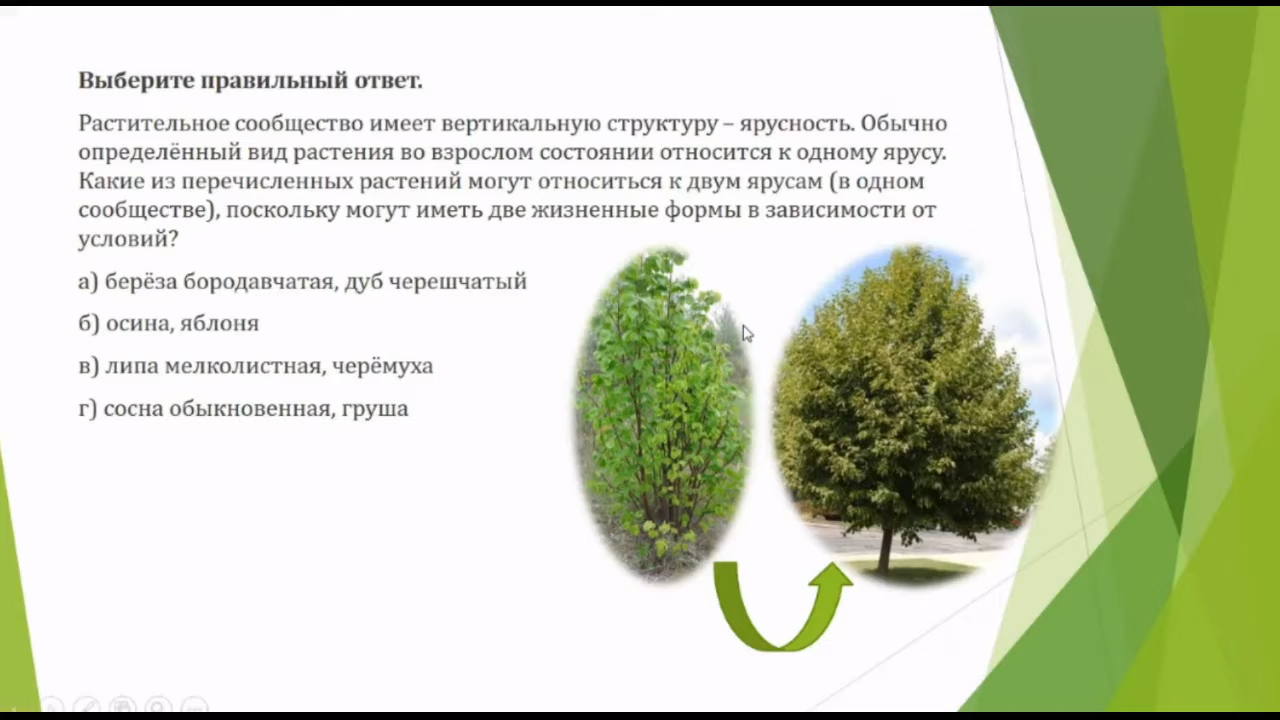 Выберите правильный ответ.
Растительное сообщество имеет вертикальную структуру – ярусность. Обычно
определённый вид растения во взрослом состоянии относится к одному ярусу.
Какие из перечисленных растений могут относиться к двум ярусам (в одном
сообществе), поскольку могут иметь две жизненные формы в зависимости от
условий?
а) берёза бородавчатая, дуб черешчатый
б) осина, яблоня
в) липа мелколистная, черёмуха
г) сосна обыкновенная, груша